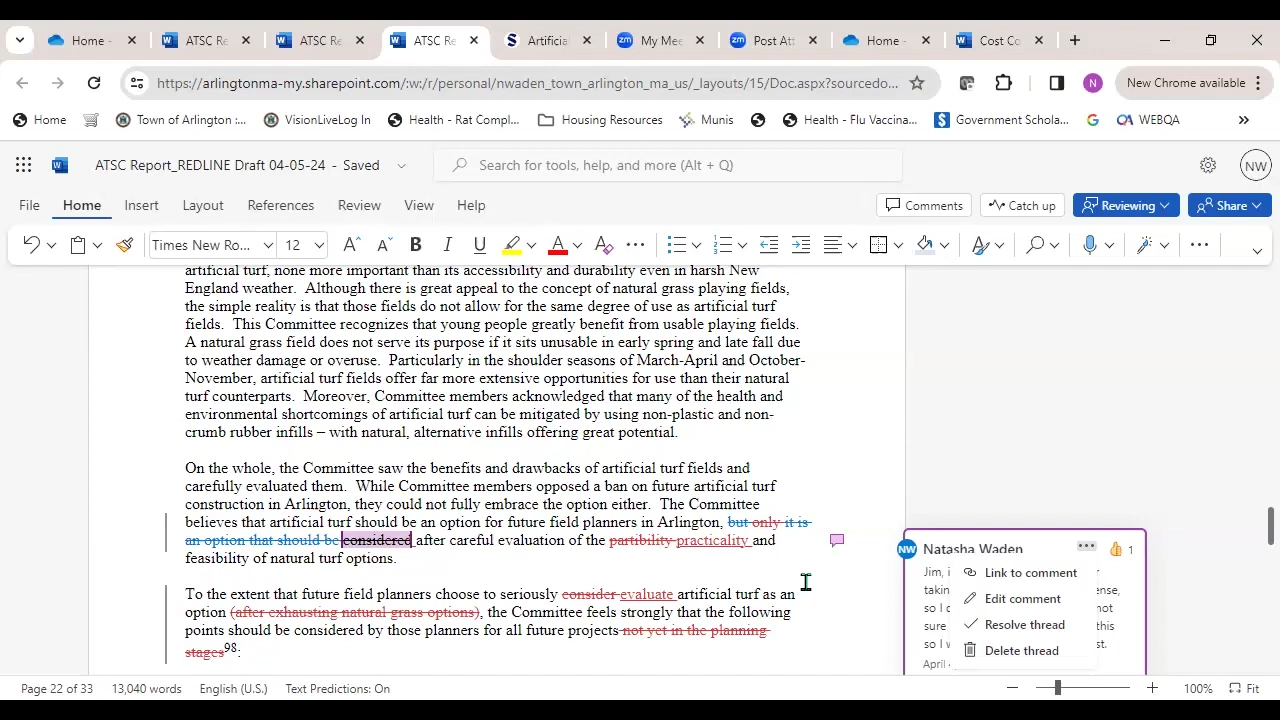 Home -
ATSC Re
ATSC Re
ATSC Re
Artificia
My Mee
Post Att
Home -
Cost Co
https://arlingtonma-my.sharepoint.com/:w:/r/personal/nwaden_town_arlington_ma_us/_layouts/15/Doc.aspx?sourcedo...
N
New Chrome available
Home
Town of Arlington :...
VisionLiveLog In
Health - Rat Compl...
Housing Resources
Munis
Health - Flu Vaccina...
Government Schola...
WEBQA
ATSC Report_REDLINE Draft 04-05-24 - Saved
Search for tools, help, and more (Alt + Q)
NW
File Home Insert Layout References Review View Help
Comments
Catch up
Reviewing
Share
Times New Ro...
12
artificial turf, none more important than its accessibility and durability even in harsh New
England weather. Although there is great appeal to the concept of natural grass playing fields,
the simple reality is that those fields do not allow for the same degree of use as artificial turf
fields. This Committee recognizes that young people greatly benefit from usable playing fields.
A natural grass field does not serve its purpose if it sits unusable in early spring and late fall due
to weather damage or overuse. Particularly in the shoulder seasons of March-April and October-
November, artificial turf fields offer far more extensive opportunities for use than their natural
turf counterparts. Moreover, Committee members acknowledged that many of the health and
environmental shortcomings of artificial turf can be mitigated by using non-plastic and non-
crumb rubber infills – with natural, alternative infills offering great potential.
On the whole, the Committee saw the benefits and drawbacks of artificial turf fields and
carefully evaluated them. While Committee members opposed a ban on future artificial turf
construction in Arlington, they could not fully embrace the option either. The Committee
believes that artificial turf should be an option for future field planners in Arlington, but only it is
an option that should be considered after careful evaluation of the partibility practicality and
feasibility of natural turf options.
To the extent that future field planners choose to seriously consider evaluate artificial turf as an
option (after exhausting natural grass options), the Committee feels strongly that the following
points should be considered by those planners for all future projects not yet in the planning
stages98:
NW
Natasha Waden
1
Jim, i
takin
so I c
sure
so I w
April
Link to comment
Edit comment
Resolve thread
Delete thread
ense,
not
this
st.
Page 22 of 33
13,040 words
English (U.S.)
Text Predictions: On
100%
Fit